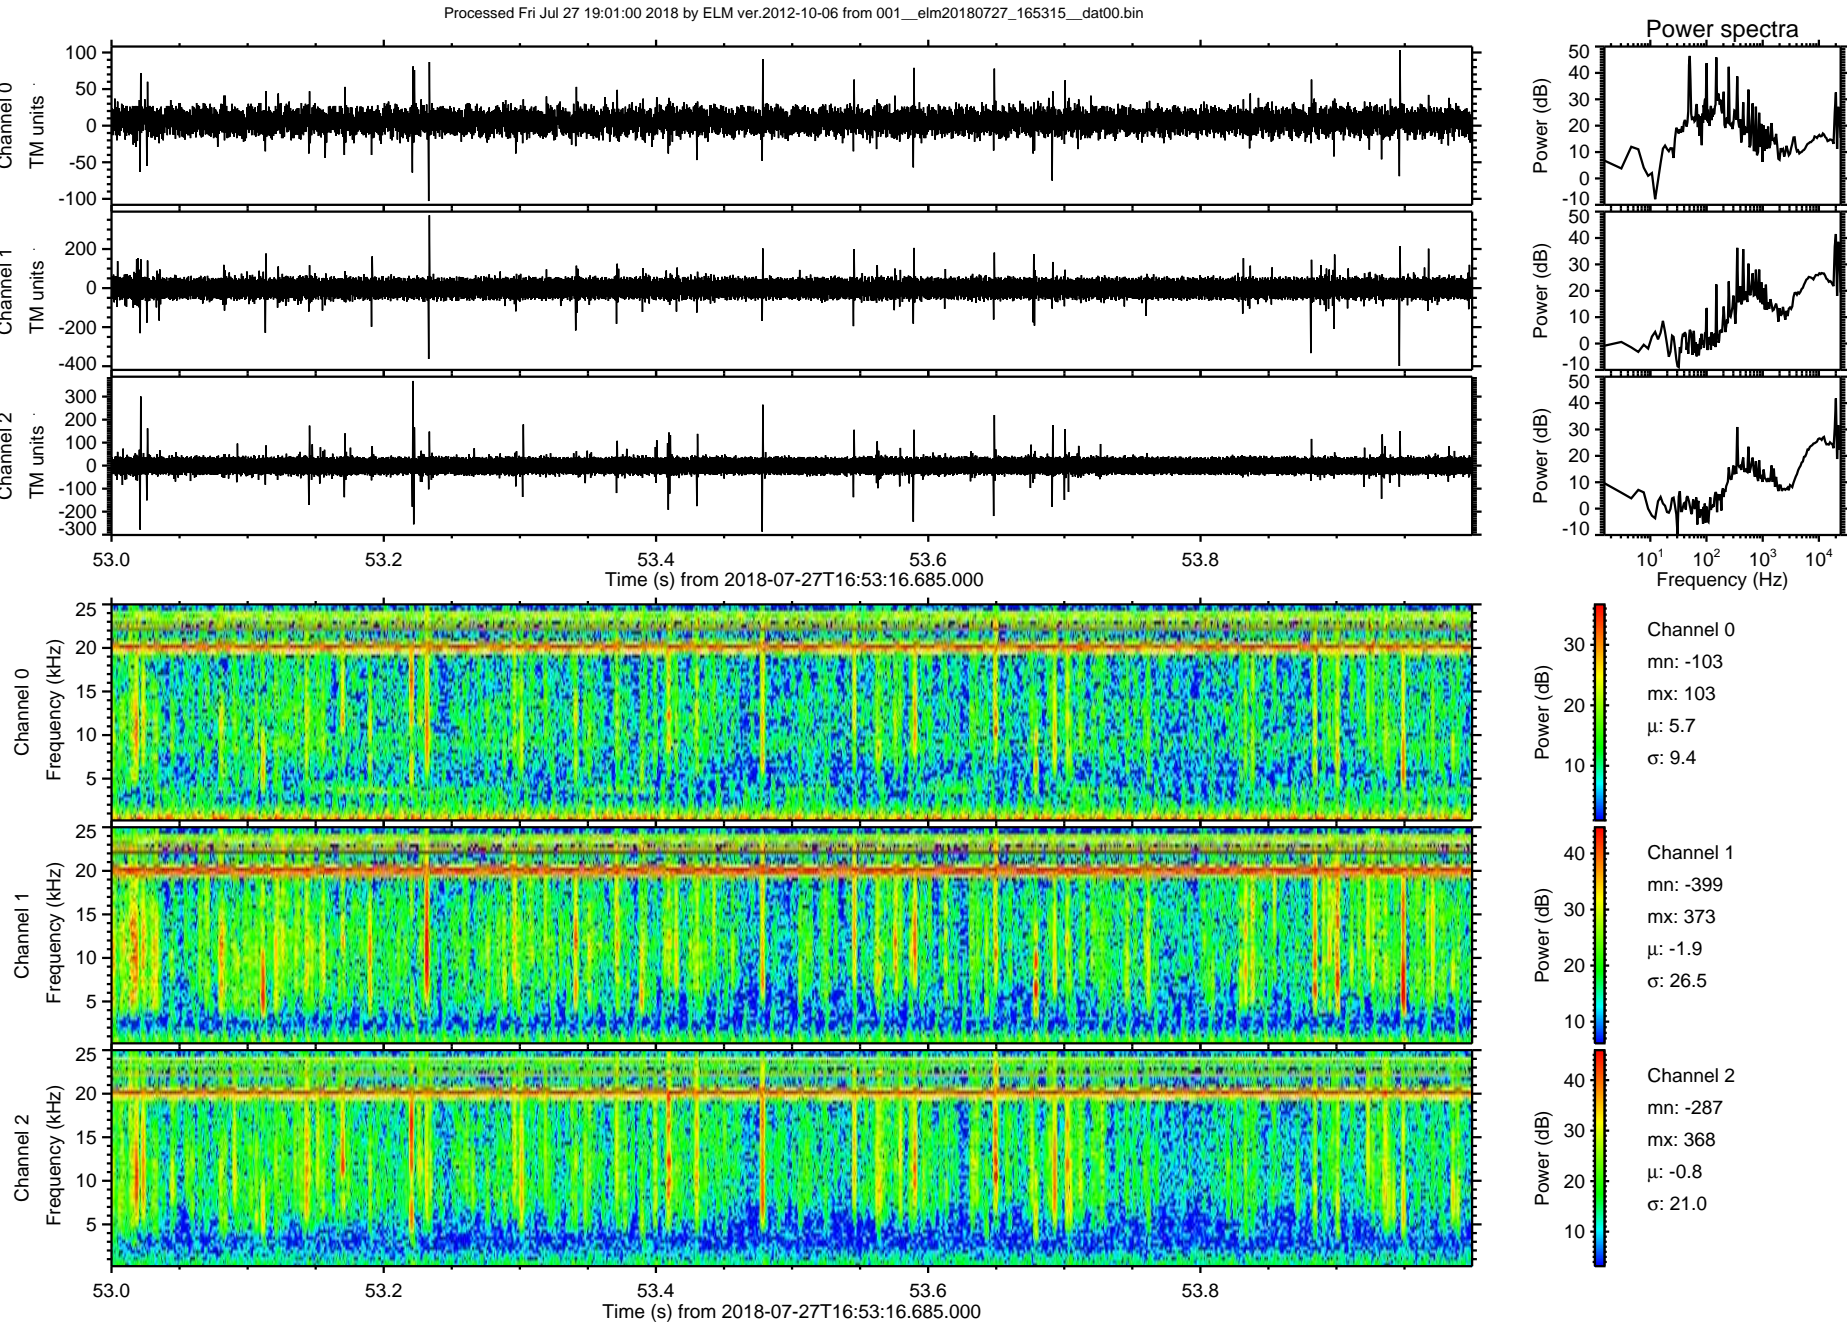 Processed Fri Jul 27 19:01:00 2018 by ELM ver.2012-10-06 from 001__elm20180727_165315__dat00.bin
Power spectra
Channel 0
TM units
100
50
0
-50
-100
Power (dB)
50
40
30
20
10
0
-10
Channel 1
TM units
200
0
-200
-400
Power (dB)
50
40
30
20
10
0
-10
Channel 2
TM units
300
200
100
0
-100
-200
-300
Power (dB)
50
40
30
20
10
0
-10
53.0 53.2 53.4 53.6 53.8
Time (s) from 2018-07-27T16:53:16.685.000
10^1 10^2 10^3 10^4
Frequency (Hz)
Channel 0
Frequency (kHz)
25
20
15
10
5
Power (dB)
30
20
10
Channel 0
mn: -103
mx: 103
μ: 5.7
σ: 9.4
Channel 1
Frequency (kHz)
25
20
15
10
5
Power (dB)
40
30
20
10
Channel 1
mn: -399
mx: 373
μ: -1.9
σ: 26.5
Channel 2
Frequency (kHz)
25
20
15
10
5
Power (dB)
40
30
20
10
Channel 2
mn: -287
mx: 368
μ: -0.8
σ: 21.0
53.0 53.2 53.4 53.6 53.8
Time (s) from 2018-07-27T16:53:16.685.000